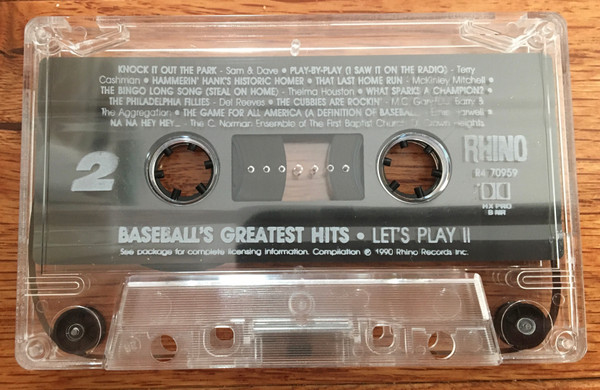 KNOCK IT OUT THE PARK - Sam & Dave • PLAY-BY-PLAY (I SAW IT ON THE RADIO) - Terry
Cashman • HAMMERIN' HANK'S HISTORIC HOMER • THAT LAST HOME RUN - McKinley Mitchell •
THE BINGO LONG SONG (STEAL ON HOME) - Thelma Houston • WHAT SPARKS A CHAMPION? •
THE PHILADELPHIA FILLIES - Del Reeves • THE CUBBIES ARE ROCKIN' - M.C. Barry &
The Aggregation • THE GAME FOR ALL AMERICA (A DEFINITION OF BASEBALL
NA NA HEY HEY - The C. Norman Ensemble of The First Baptist Church Heights
2
RHINO
R4 70959
HX PRO
B NR
BASEBALL'S GREATEST HITS • LET'S PLAY II
See package for complete licensing information. Compilation ℗ 1990 Rhino Records Inc.